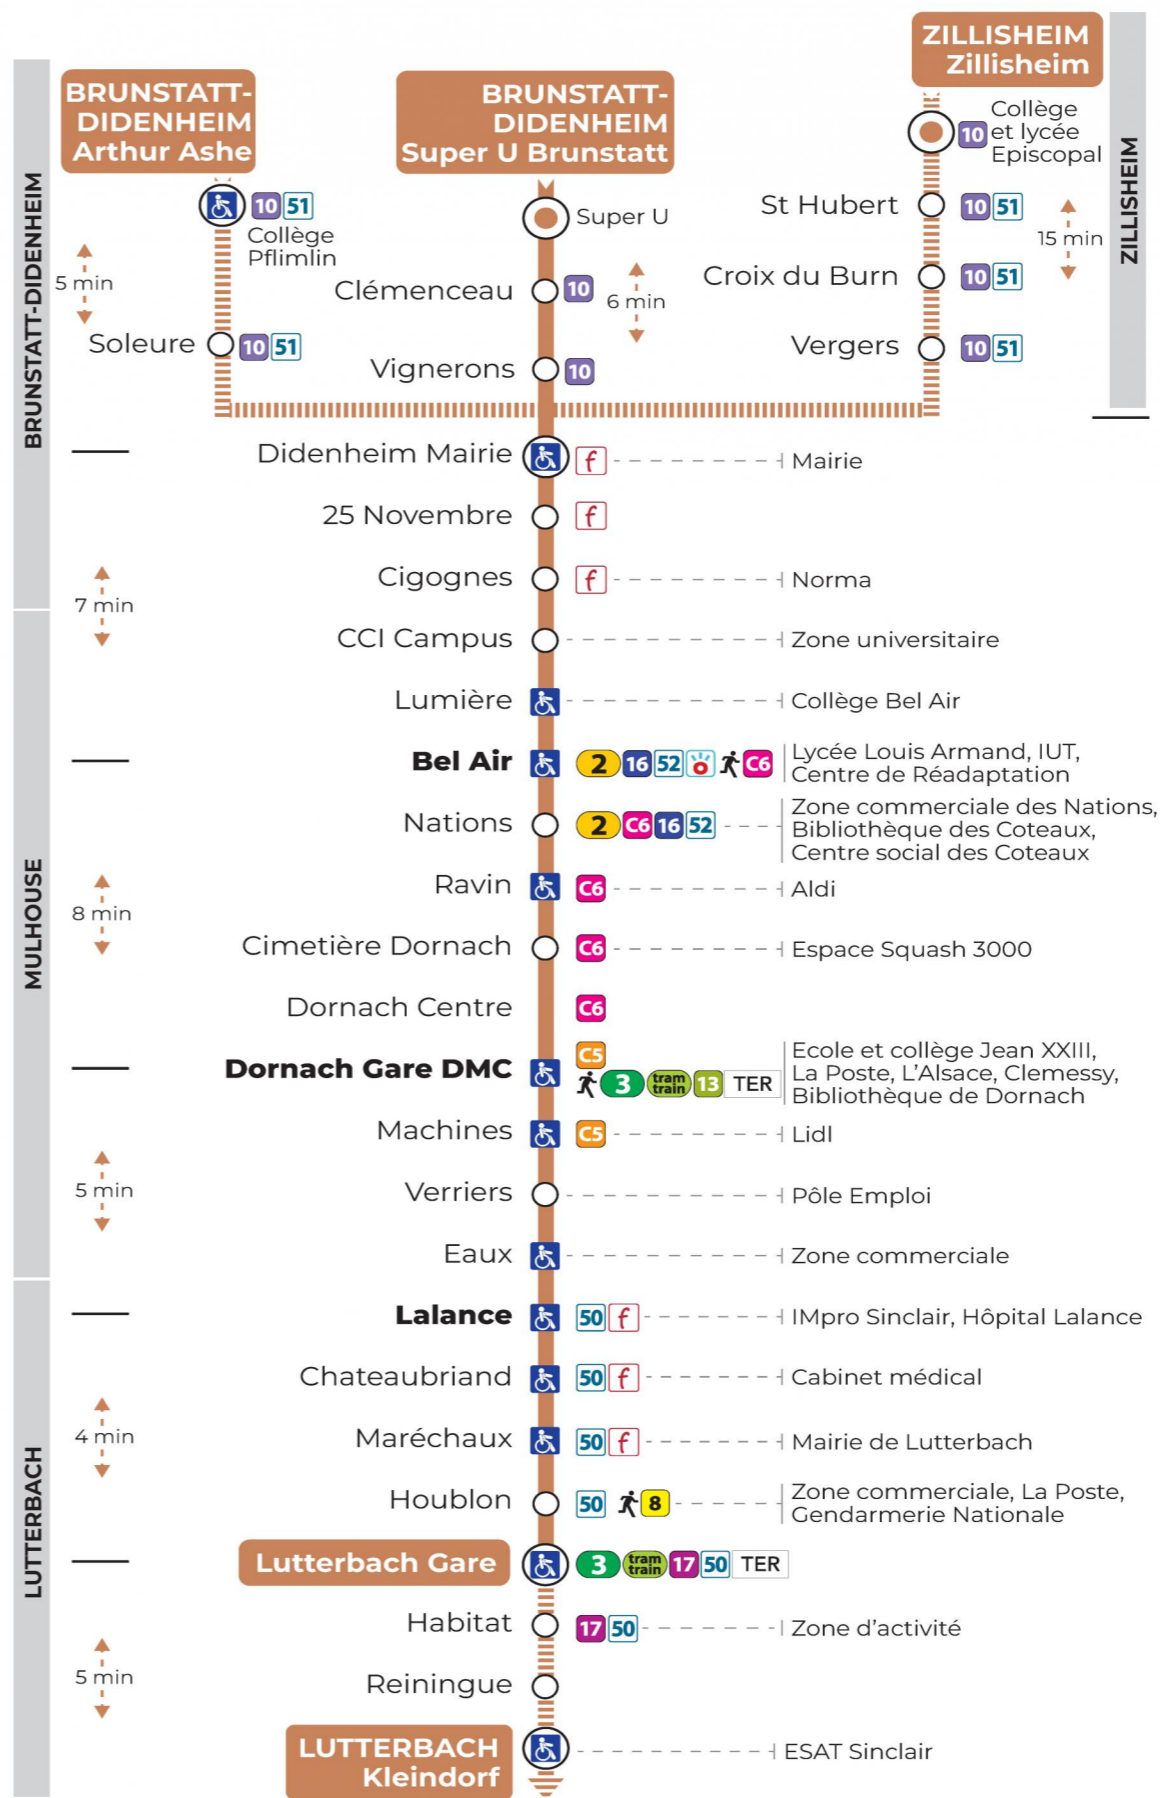 ZILLISHEIM
Zillisheim
BRUNSTATT-
DIDENHEIM
Arthur Ashe
BRUNSTATT-
DIDENHEIM
Super U Brunstatt
BRUNSTATT-DIDENHEIM
ZILLISHEIM
10 Collège
et lycée
Episcopal
10 51
Collège
Pflimlin
Super U
St Hubert 10 51
15 min
5 min
Clémenceau 10
6 min
Croix du Burn 10 51
Soleure 10 51
Vignerons 10
Vergers 10 51
Didenheim Mairie f Mairie
25 Novembre f
Cigognes f Norma
7 min
CCI Campus Zone universitaire
Lumière Collège Bel Air
MULHOUSE
Bel Air 2 16 52 C6 Lycée Louis Armand, IUT,
Centre de Réadaptation
Nations 2 C6 16 52 Zone commerciale des Nations,
Bibliothèque des Coteaux,
Centre social des Coteaux
Ravin C6 Aldi
8 min
Cimetière Dornach C6 Espace Squash 3000
Dornach Centre C6
Dornach Gare DMC C5
3 tram train 13 TER
Ecole et collège Jean XXIII,
La Poste, L'Alsace, Clemessy,
Bibliothèque de Dornach
Machines C5 Lidl
5 min
Verriers Pôle Emploi
Eaux Zone commerciale
LUTTERBACH
Lalance 50 f IMpro Sinclair, Hôpital Lalance
Chateaubriand 50 f Cabinet médical
4 min
Maréchaux 50 f Mairie de Lutterbach
Houblon 50 8 Zone commerciale, La Poste,
Gendarmerie Nationale
Lutterbach Gare 3 tram train 17 50 TER
Habitat 17 50 Zone d'activité
5 min
Reiningue
LUTTERBACH
Kleindorf
ESAT Sinclair